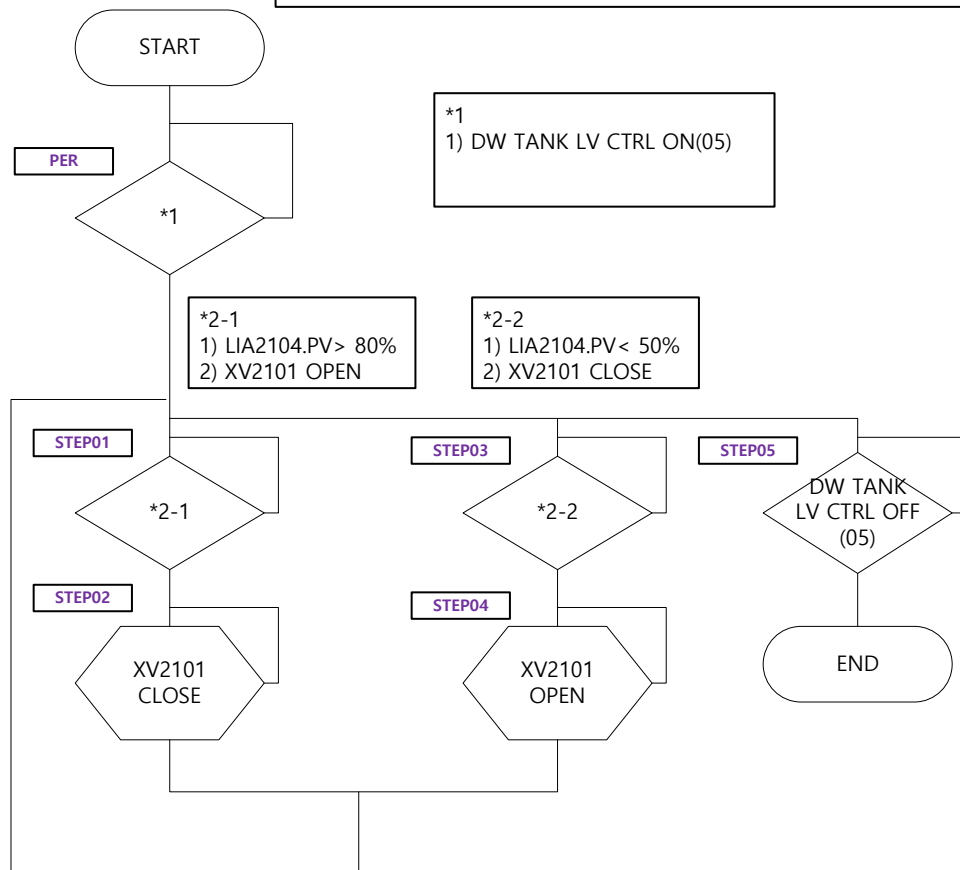 START
*1
1) DW TANK LV CTRL ON(05)
PER
*1
*2-1
1) LIA2104.PV> 80%
2) XV2101 OPEN
*2-2
1) LIA2104.PV< 50%
2) XV2101 CLOSE
STEP01
STEP03
STEP05
*2-1
*2-2
DW TANK
LV CTRL OFF
(05)
STEP02
STEP04
XV2101
CLOSE
XV2101
OPEN
END